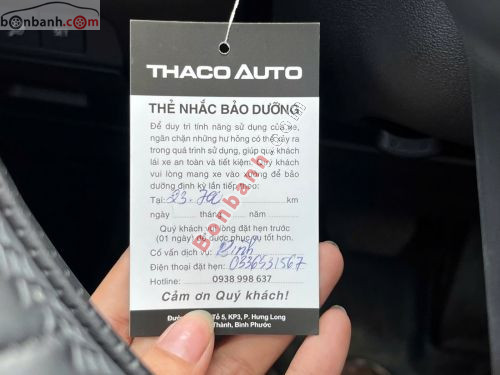 bonbanh.com
THACO AUTO
THẺ NHẮC BẢO DƯỠNG
Để duy trì tính năng sử dụng của xe,
ngăn chặn những hư hỏng có thể xảy ra
trong quá trình sử dụng, giúp quý khách
lái xe an toàn và tiết kiệm. Quý khách
vui lòng mang xe vào xưởng để bảo
dưỡng định kỳ lần tiếp theo:
Tại: 23.700 km
ngày tháng năm
Quý khách vui lòng đặt hẹn trước
(01 ngày) để được phục vụ tốt hơn.
Cố vấn dịch vụ: Bình
Điện thoại đặt hẹn: 0336531567
Hotline: 0938 998 637
Cảm ơn Quý khách!
Tổ 5, KP3, P. Hưng Long
Thành, Bình Phước
Bonbanh.com